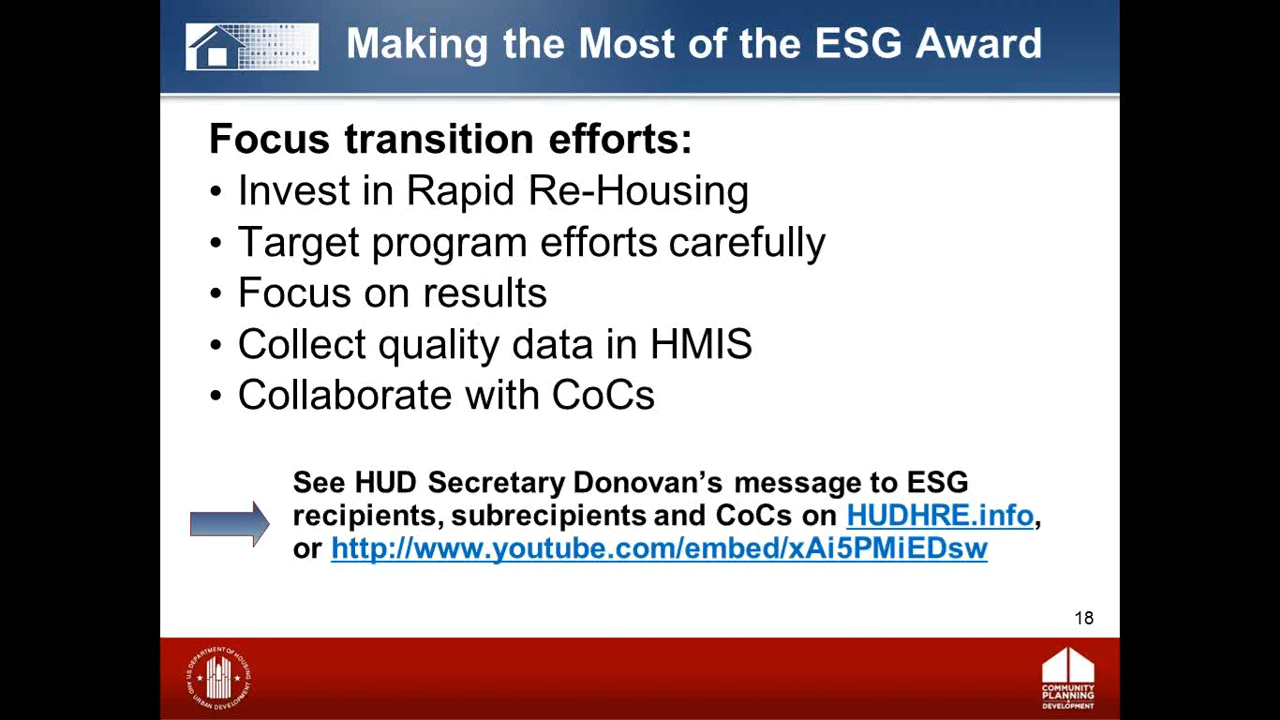 Making the Most of the ESG Award
Focus transition efforts:
• Invest in Rapid Re-Housing
• Target program efforts carefully
• Focus on results
• Collect quality data in HMIS
• Collaborate with CoCs
See HUD Secretary Donovan’s message to ESG
recipients, subrecipients and CoCs on HUDHRE.info,
or http://www.youtube.com/embed/xAi5PMiEDsw
18
U.S. DEPARTMENT OF HOUSING AND URBAN DEVELOPMENT
COMMUNITY
PLANNING
DEVELOPMENT